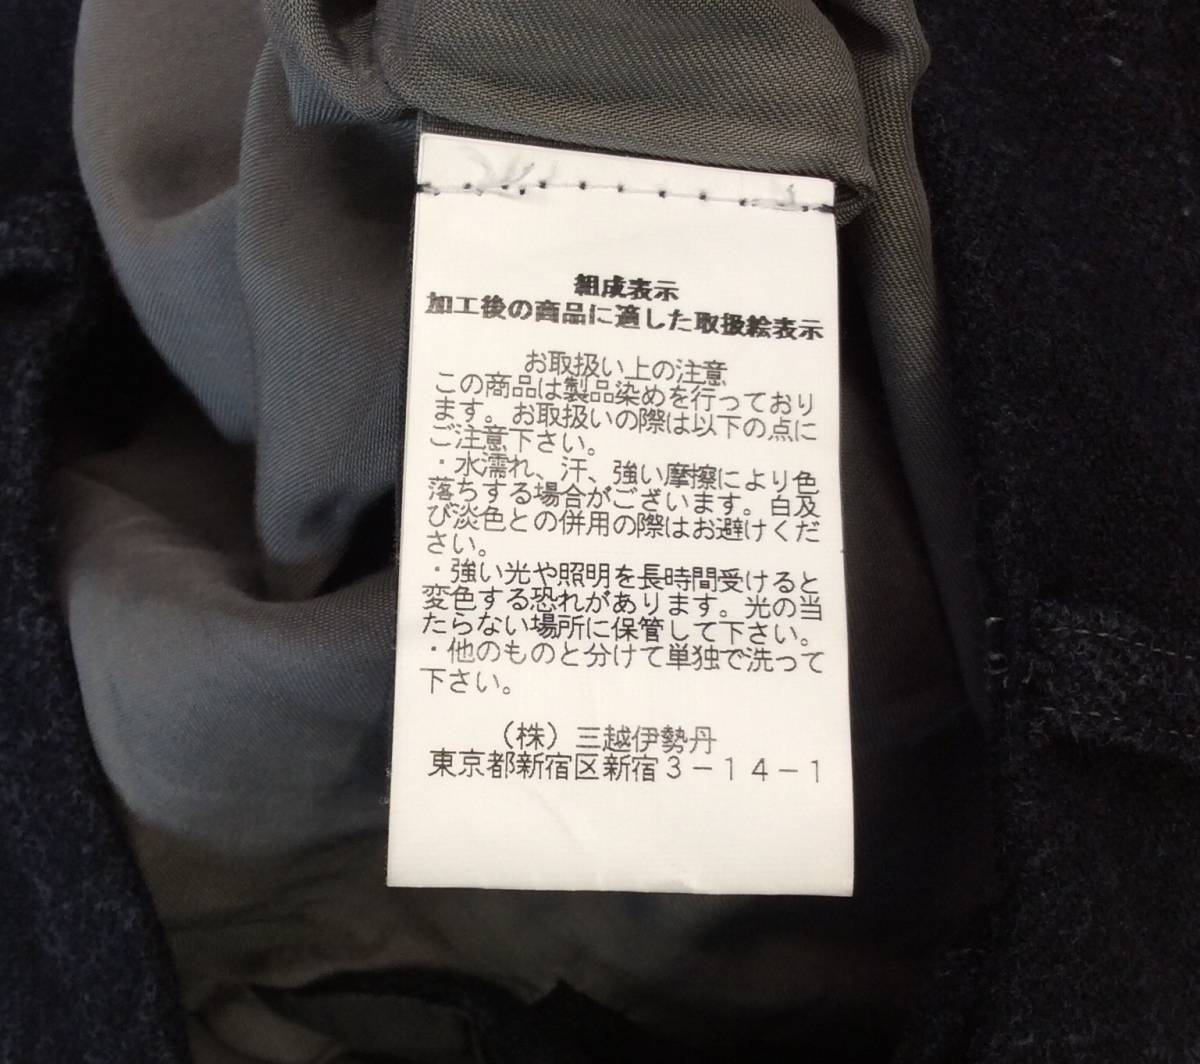 組成表示
加工後の商品に適した取扱絵表示
お取扱い上の注意
この商品は製品染めを行っており
ます。お取扱いの際は以下の点に
ご注意下さい。
・水濡れ、汗、強い摩擦により色
落ちする場合がございます。白及
び淡色との併用の際はお避けくだ
さい。
・強い光や照明を長時間受けると
変色する恐れがあります。光の当
たらない場所に保管して下さい。
・他のものと分けて単独で洗って
下さい。
（株）三越伊勢丹
東京都新宿区新宿３－１４－１